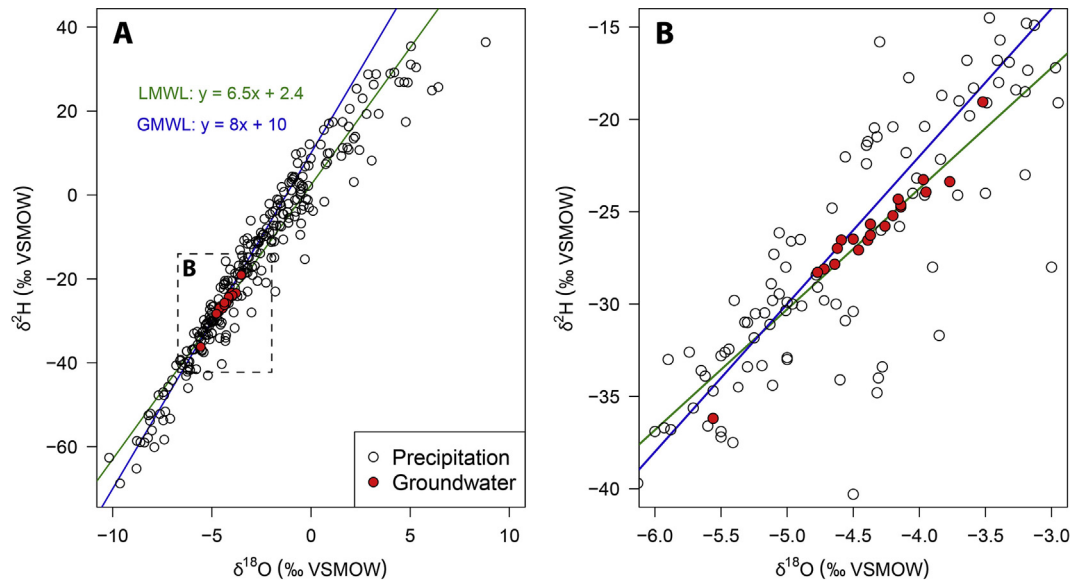 A
LMWL: y = 6.5x + 2.4
GMWL: y = 8x + 10
B
Precipitation
Groundwater
40
20
0
−20
−40
−60
δ²H (‰ VSMOW)
−10
−5
0
5
10
δ¹⁸O (‰ VSMOW)
B
−15
−20
−25
−30
−35
−40
δ²H (‰ VSMOW)
−6.0
−5.0
−4.5
−4.0
−3.5
−3.0
δ¹⁸O (‰ VSMOW)